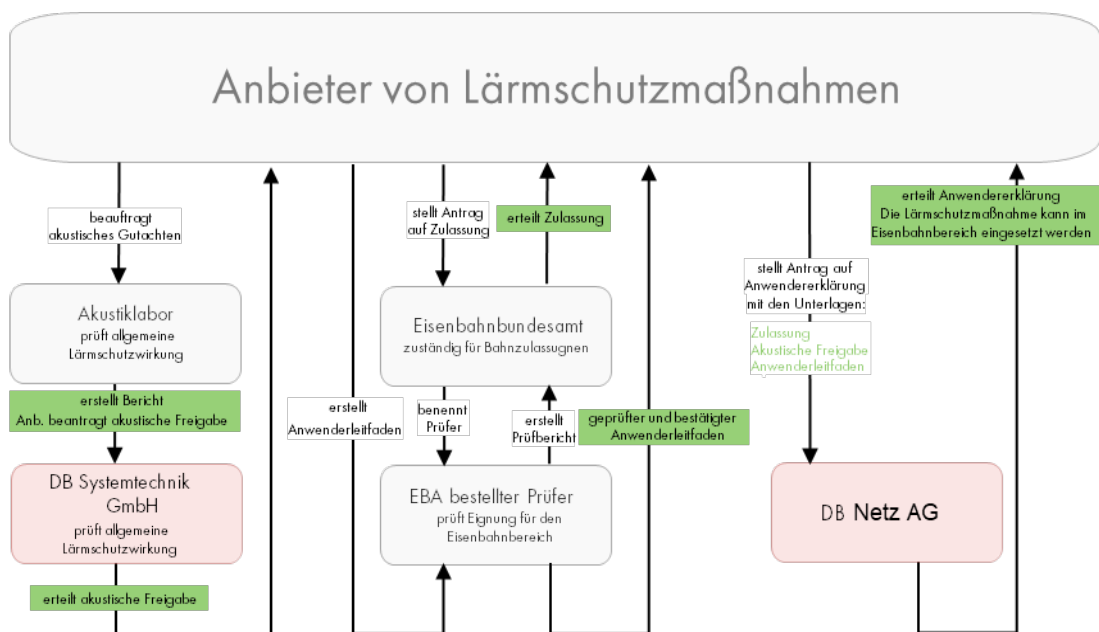 Anbieter von Lärmschutzmaßnahmen
beauftragt
akustisches Gutachten
Akustiklabor
prüft allgemeine
Lärmschutzwirkung
erstellt Bericht
Anb. beantragt akustische Freigabe
DB Systemtechnik
GmbH
prüft allgemeine
Lärmschutzwirkung
erteilt akustische Freigabe
erstellt
Anwenderleitfaden
stellt Antrag
auf Zulassung
erteilt Zulassung
Eisenbahnbundesamt
zuständig für Bahnzulassugnen
benennt
Prüfer
erstellt
Prüfbericht
geprüfter und bestätigter
Anwenderleitfaden
EBA bestellter Prüfer
prüft Eignung für den
Eisenbahnbereich
stellt Antrag auf
Anwendererklärung
mit den Unterlagen:
Zulassung
Akustische Freigabe
Anwenderleitfaden
DB Netz AG
erteilt Anwendererklärung
Die Lärmschutzmaßnahme kann im
Eisenbahnbereich eingesetzt werden